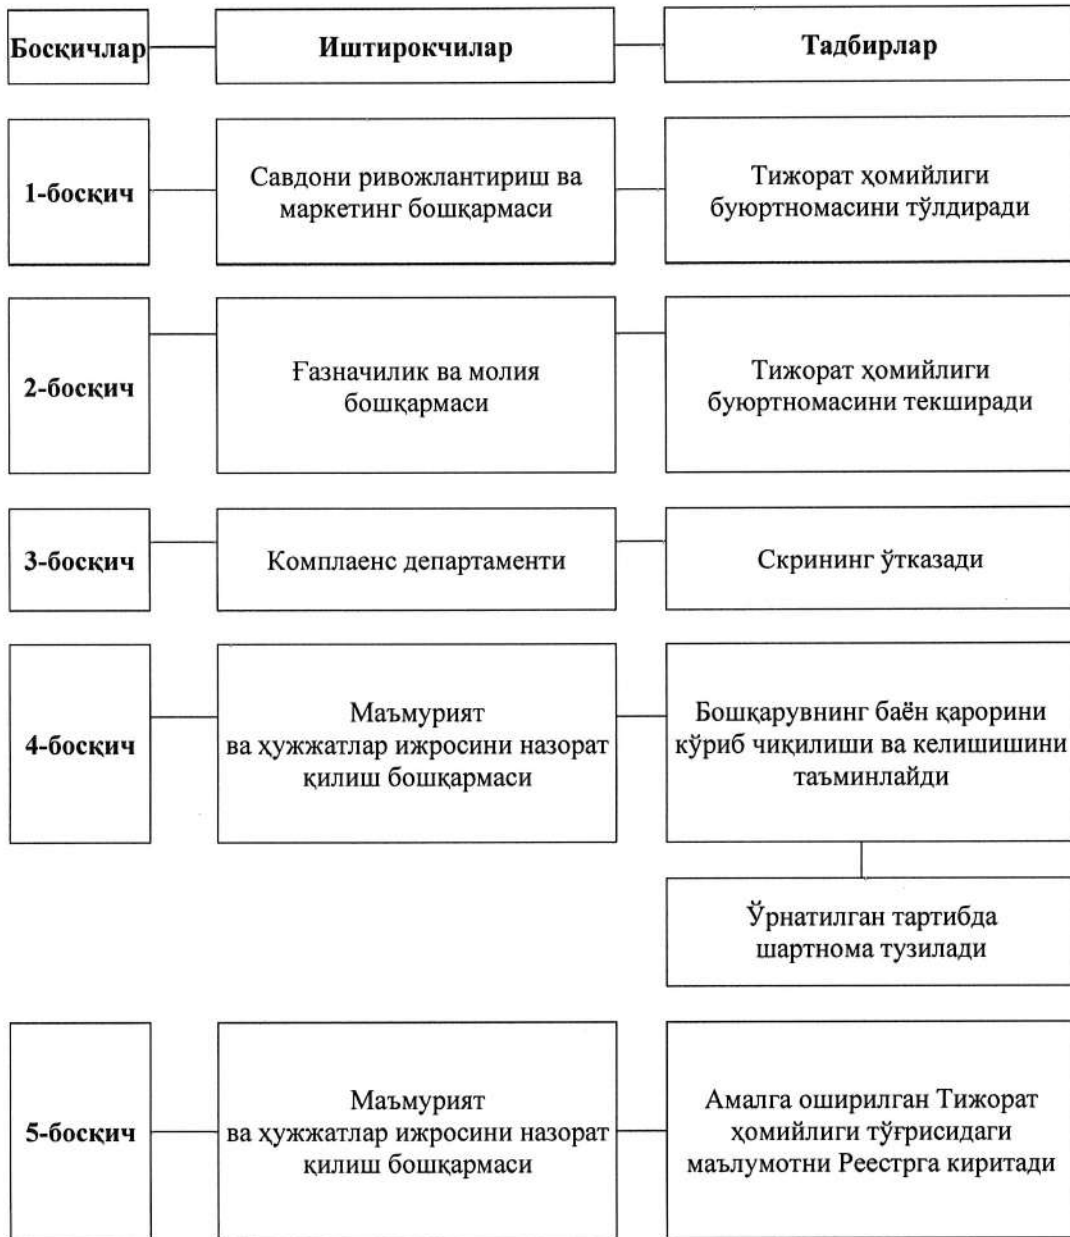 Босқичлар
Иштирокчилар
Тадбирлар
1-босқич
Савдони ривожлантириш ва
маркетинг бошқармаси
Тижорат ҳомийлиги
буюртномасини тўлдиради
2-босқич
Ғазначилик ва молия
бошқармаси
Тижорат ҳомийлиги
буюртномасини текширади
3-босқич
Комплаенс департаменти
Скрининг ўтказади
4-босқич
Маъмурият
ва ҳужжатлар ижросини назорат
қилиш бошқармаси
Бошқарувнинг баён қарорини
кўриб чиқилиши ва келишишини
таъминлайди
Ўрнатилган тартибда
шартнома тузилади
5-босқич
Маъмурият
ва ҳужжатлар ижросини назорат
қилиш бошқармаси
Амалга оширилган Тижорат
ҳомийлиги тўғрисидаги
маълумотни Реестрга киритади